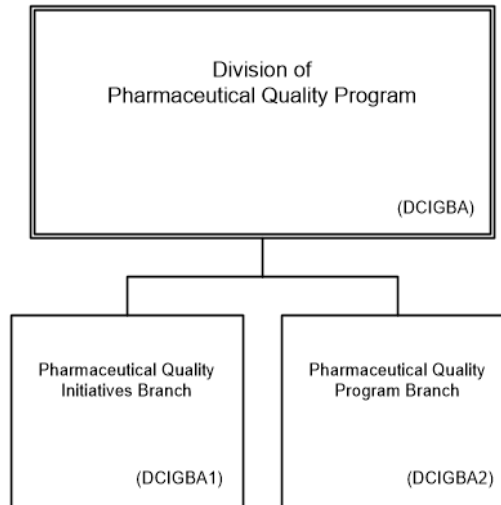 Division of
Pharmaceutical Quality Program
(DCIGBA)
Pharmaceutical Quality
Initiatives Branch
(DCIGBA1)
Pharmaceutical Quality
Program Branch
(DCIGBA2)